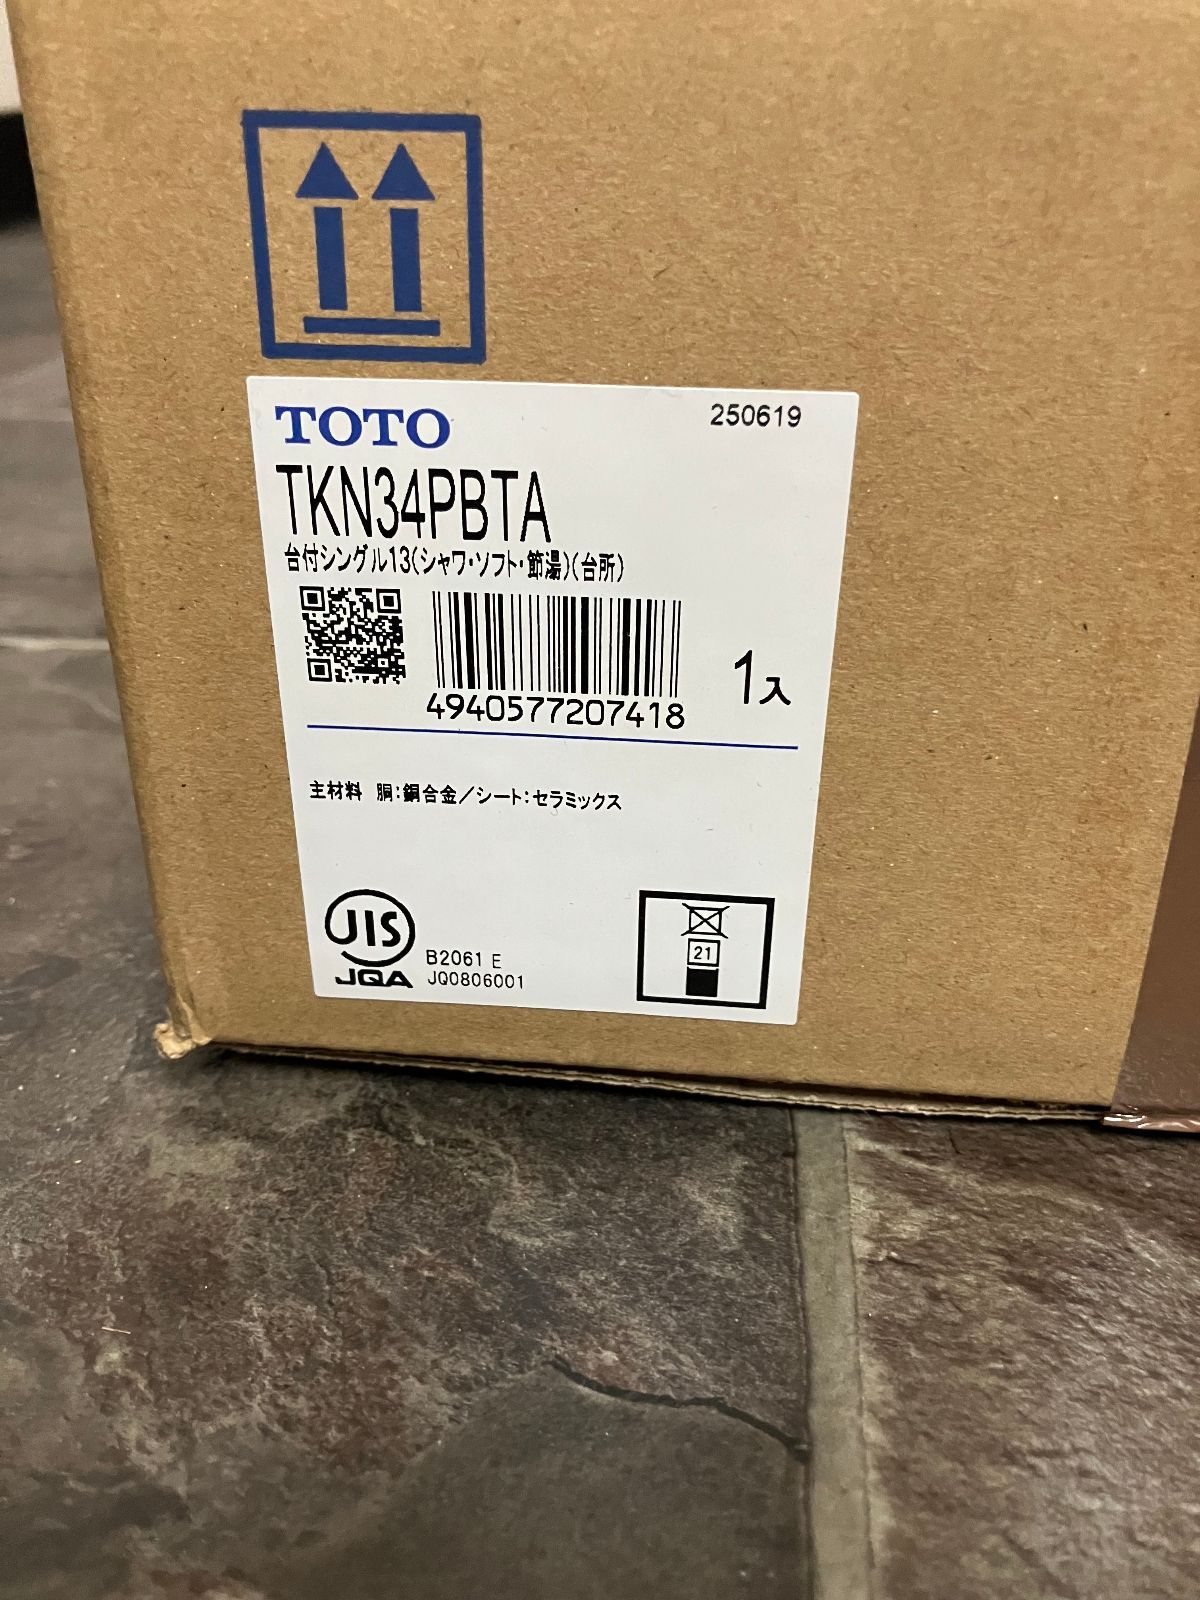 TOTO
250619
TKN34PBTA
台付シングル13(シャワ・ソフト・節湯)(台所)
4940577207418
1入
主材料 胴:銅合金/シート:セラミックス
JIS
JQA
B2061 E
JQ0806001
21